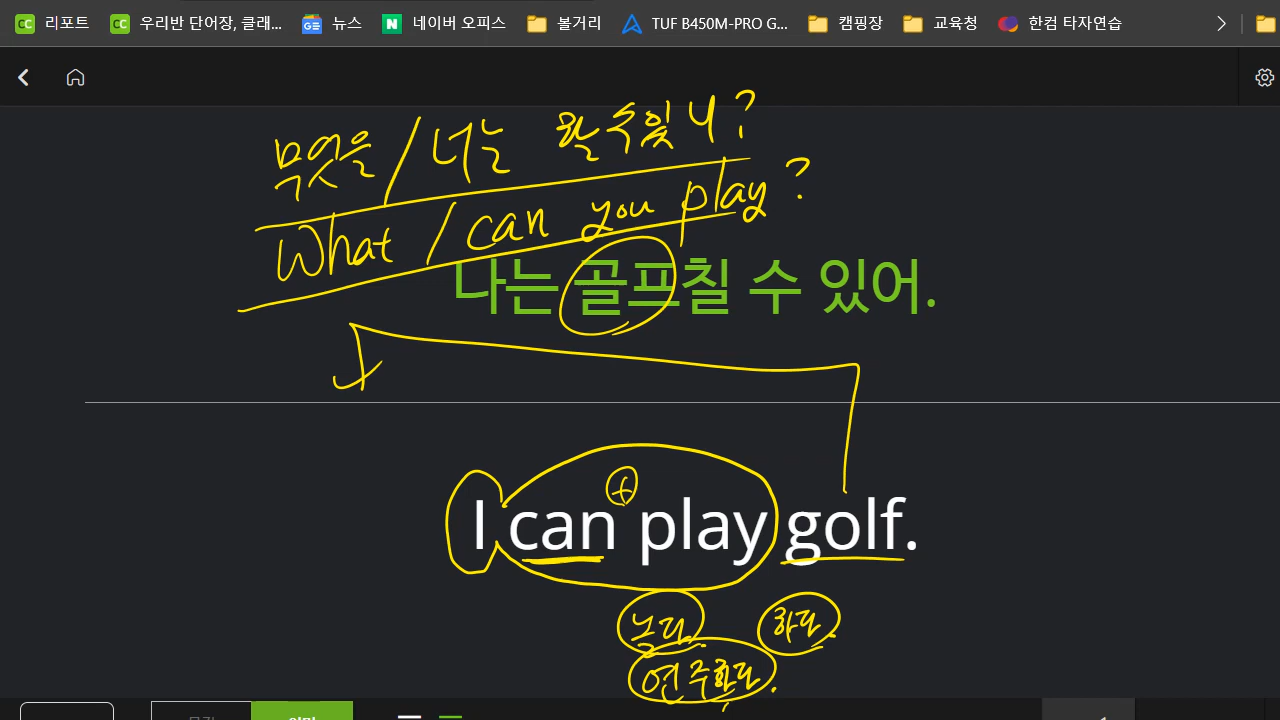 리포트 우리반 단어장, 클래... 뉴스 네이버 오피스 볼거리 TUF B450M-PRO G... 캠핑장 교육청 한컴 타자연습
무엇을 / 너는 할 수 있니?
What / can you play?
나는 골프칠 수 있어.
I can play golf.
놀다. 하다.
연주한다.